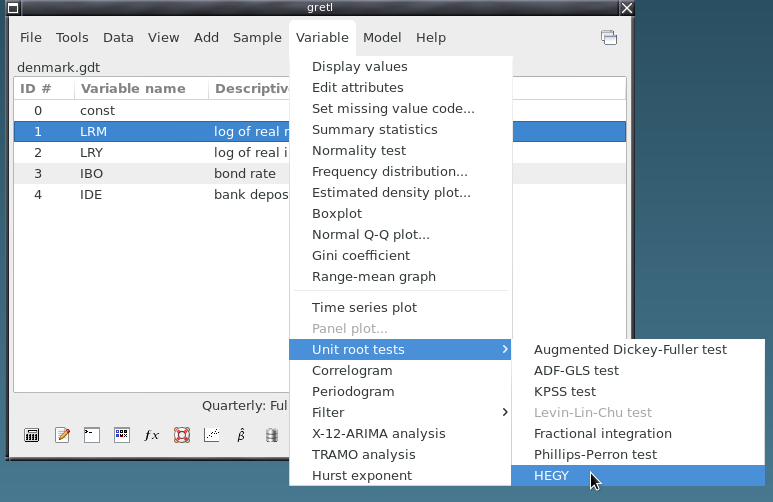 gretl
File Tools Data View Add Sample Variable Model Help
denmark.gdt
ID # Variable name Descriptiv
0 const
1 LRM log of real
2 LRY log of real i
3 IBO bond rate
4 IDE bank depos
Quarterly: Ful
fx β̂
Display values
Edit attributes
Set missing value code...
Summary statistics
Normality test
Frequency distribution...
Estimated density plot...
Boxplot
Normal Q-Q plot...
Gini coefficient
Range-mean graph
Time series plot
Panel plot...
Unit root tests
Correlogram
Periodogram
Filter
X-12-ARIMA analysis
TRAMO analysis
Hurst exponent
Augmented Dickey-Fuller test
ADF-GLS test
KPSS test
Levin-Lin-Chu test
Fractional integration
Phillips-Perron test
HEGY